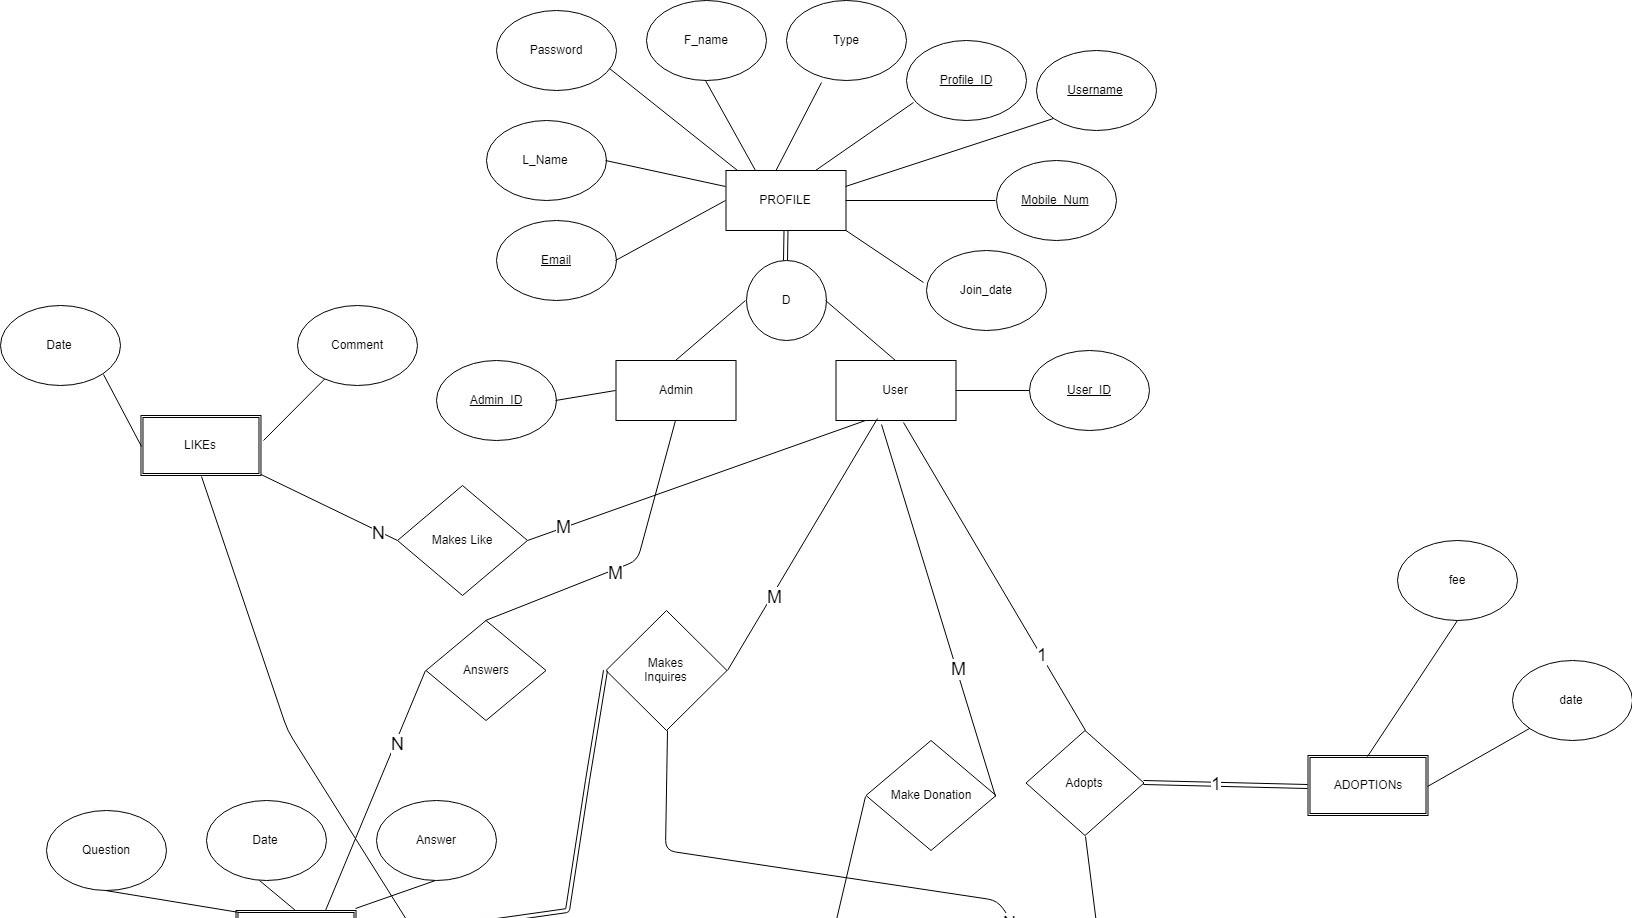 F_name
Type
Password
Profile_ID
Username
L_Name
PROFILE
Mobile_Num
Email
Join_date
D
Date
Comment
Admin
User
User_ID
Admin_ID
LIKEs
N
Makes Like
M
M
fee
M
Answers
Makes
Inquires
M
1
date
N
Make Donation
Adopts
1
ADOPTIONs
Question
Date
Answer